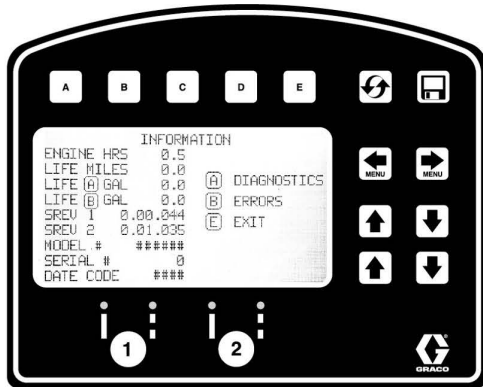 A B C D E
INFORMATION
ENGINE HRS 0.5
LIFE MILES 0.0
LIFE A GAL 0.0
LIFE B GAL 0.0
SREV 1 0.00.044
SREV 2 0.01.035
MODEL # ######
SERIAL # 0
DATE CODE ####
A DIAGNOSTICS
B ERRORS
E EXIT
MENU MENU
1 2
GRACO